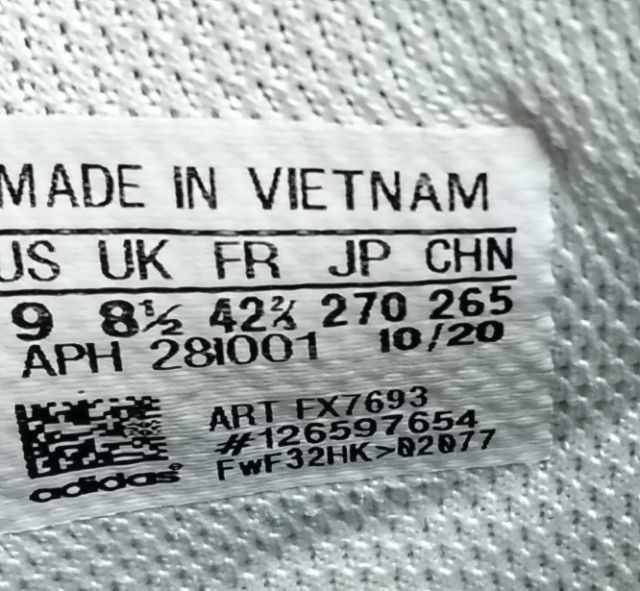 MADE IN VIETNAM
US UK FR JP CHN
9 8½ 42⅔ 270 265
APH 281001 10/20
ART FX7693
#126597654
FwF32HK>02077
adidas